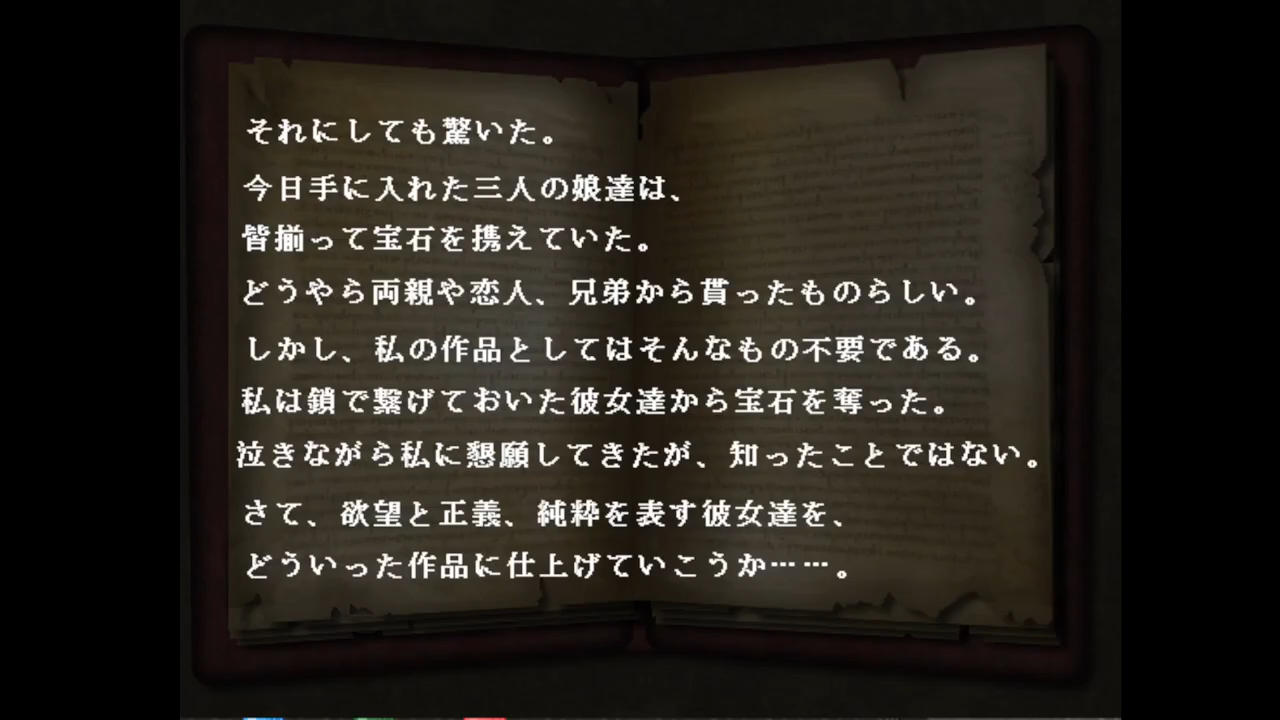 それにしても驚いた。
今日手に入れた三人の娘達は、
皆揃って宝石を携えていた。
どうやら両親や恋人、兄弟から貰ったものらしい。
しかし、私の作品としてはそんなもの不要である。
私は鎖で繋げておいた彼女達から宝石を奪った。
泣きながら私に懇願してきたが、知ったことではない。
さて、欲望と正義、純粋を表す彼女達を、
どういった作品に仕上げていこうか……。